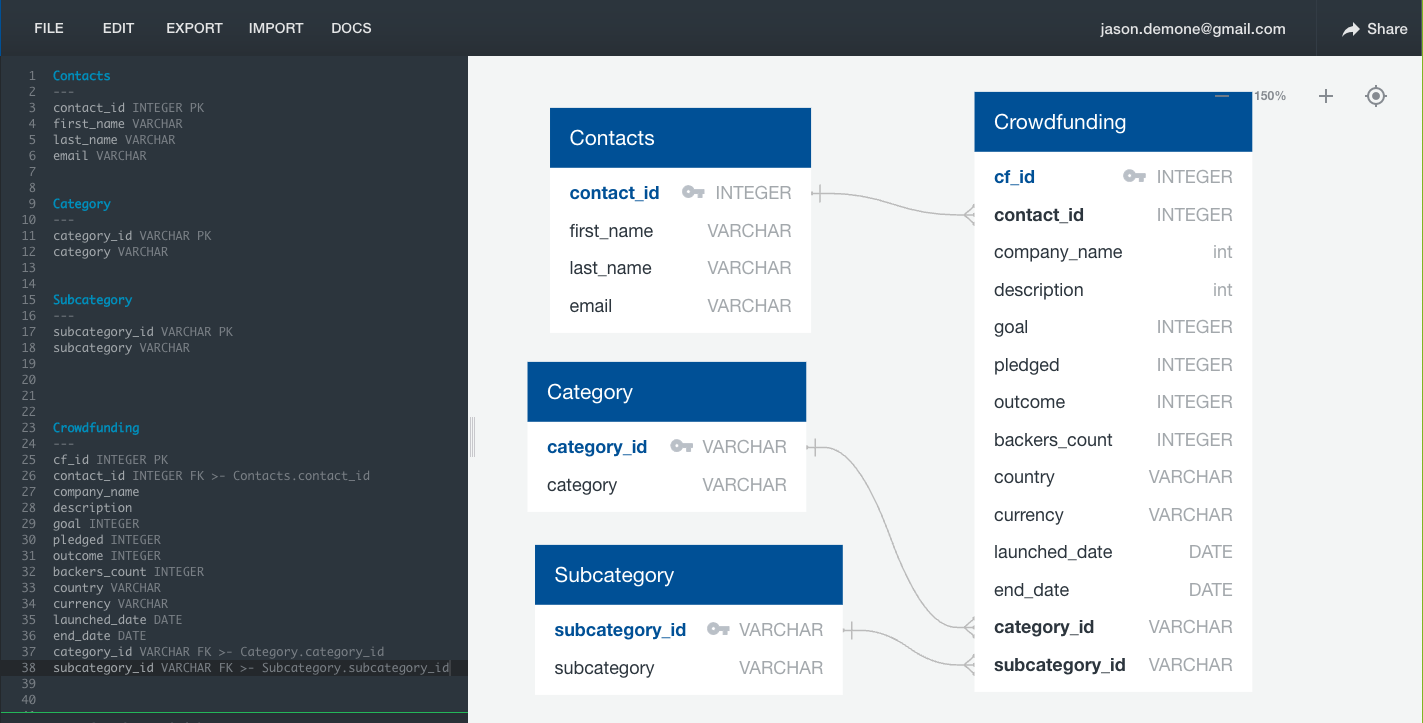 FILE EDIT EXPORT IMPORT DOCS jason.demone@gmail.com Share
1 Contacts
2 ---
3 contact_id INTEGER PK
4 first_name VARCHAR
5 last_name VARCHAR
6 email VARCHAR
7
8
9 Category
10 ---
11 category_id VARCHAR PK
12 category VARCHAR
13
14
15 Subcategory
16 ---
17 subcategory_id VARCHAR PK
18 subcategory VARCHAR
19
20
21
22
23 Crowdfunding
24 ---
25 cf_id INTEGER PK
26 contact_id INTEGER FK >- Contacts.contact_id
27 company_name
28 description
29 goal INTEGER
30 pledged INTEGER
31 outcome INTEGER
32 backers_count INTEGER
33 country VARCHAR
34 currency VARCHAR
35 launched_date DATE
36 end_date DATE
37 category_id VARCHAR FK >- Category.category_id
38 subcategory_id VARCHAR FK >- Subcategory.subcategory_id
39
40
Contacts
contact_id INTEGER
first_name VARCHAR
last_name VARCHAR
email VARCHAR
Category
category_id VARCHAR
category VARCHAR
Subcategory
subcategory_id VARCHAR
subcategory VARCHAR
150%
Crowdfunding
cf_id INTEGER
contact_id INTEGER
company_name int
description int
goal INTEGER
pledged INTEGER
outcome INTEGER
backers_count INTEGER
country VARCHAR
currency VARCHAR
launched_date DATE
end_date DATE
category_id VARCHAR
subcategory_id VARCHAR